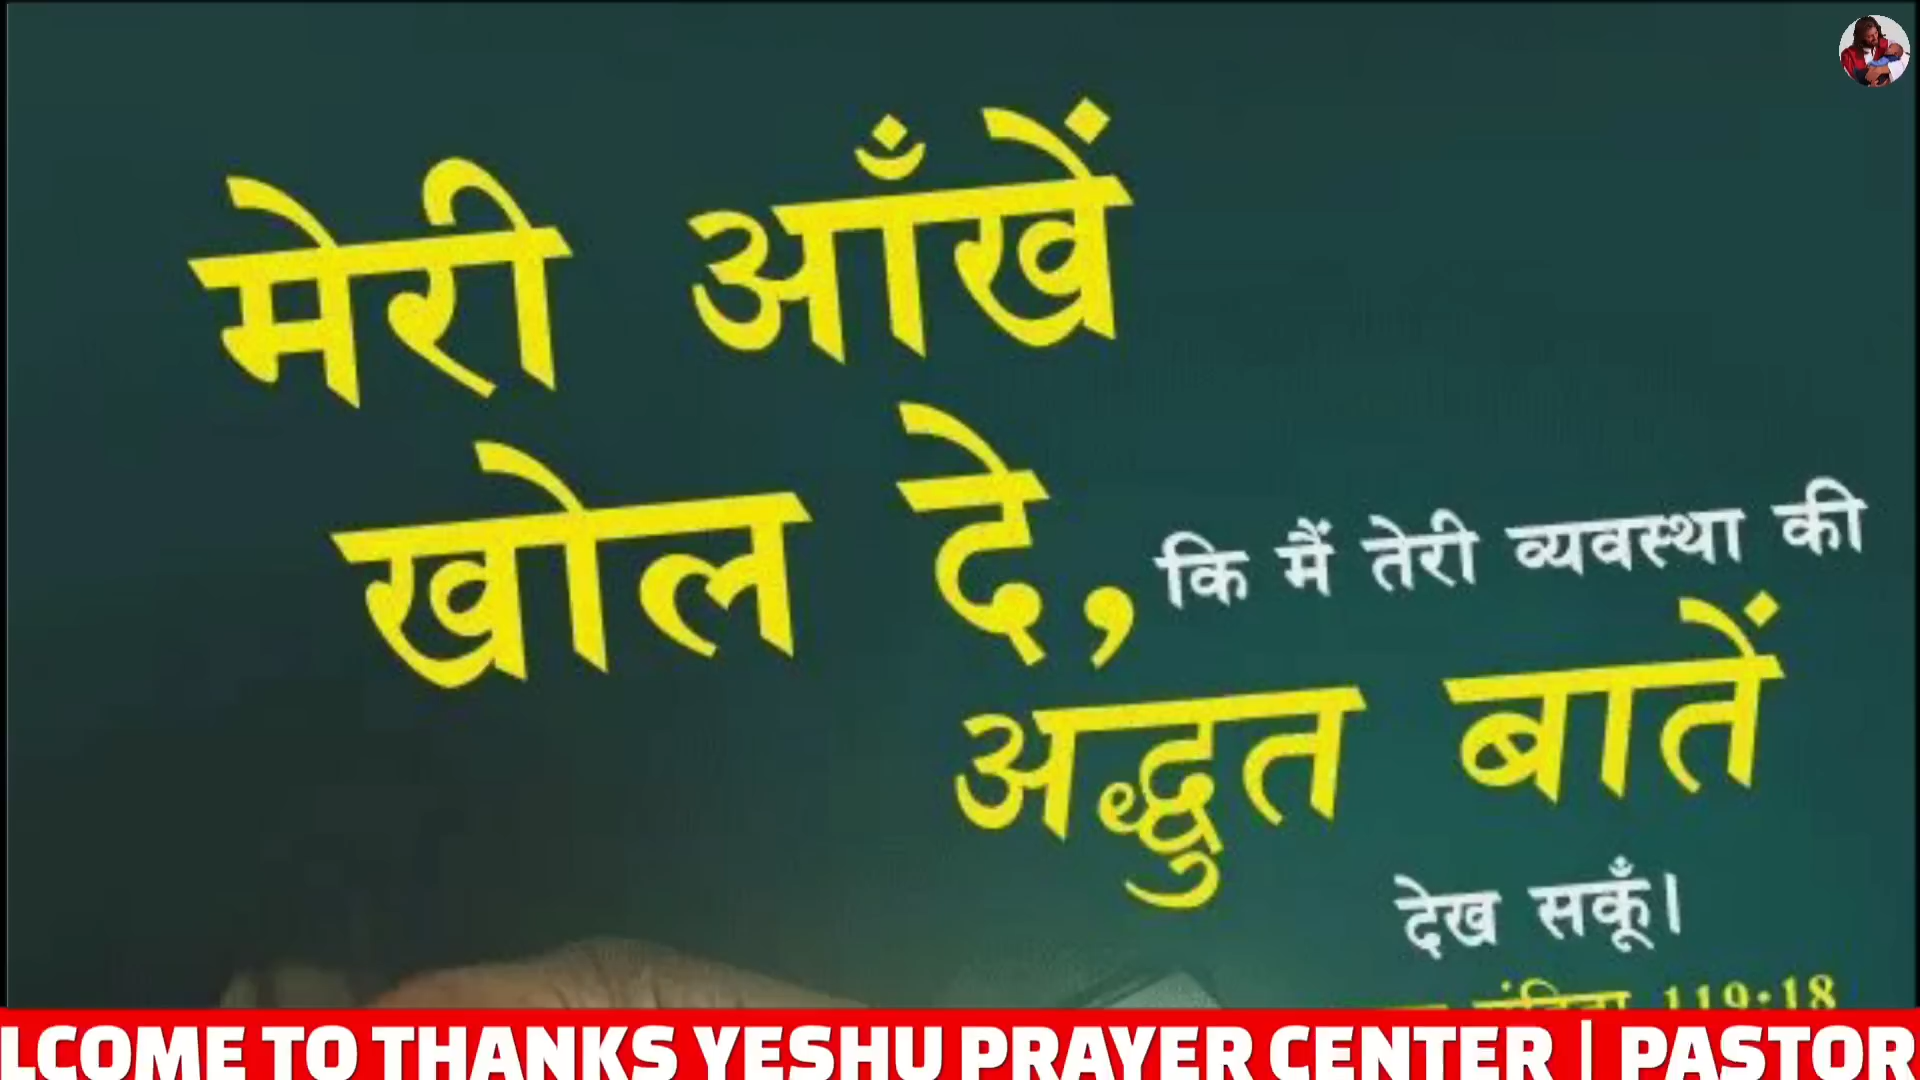 मेरी आँखें
खोल दे, कि मैं तेरी व्यवस्था की
अद्भुत बातें
देख सकूँ।
संहिता 119:18
LCOME TO THANKS YESHU PRAYER CENTER | PASTOR